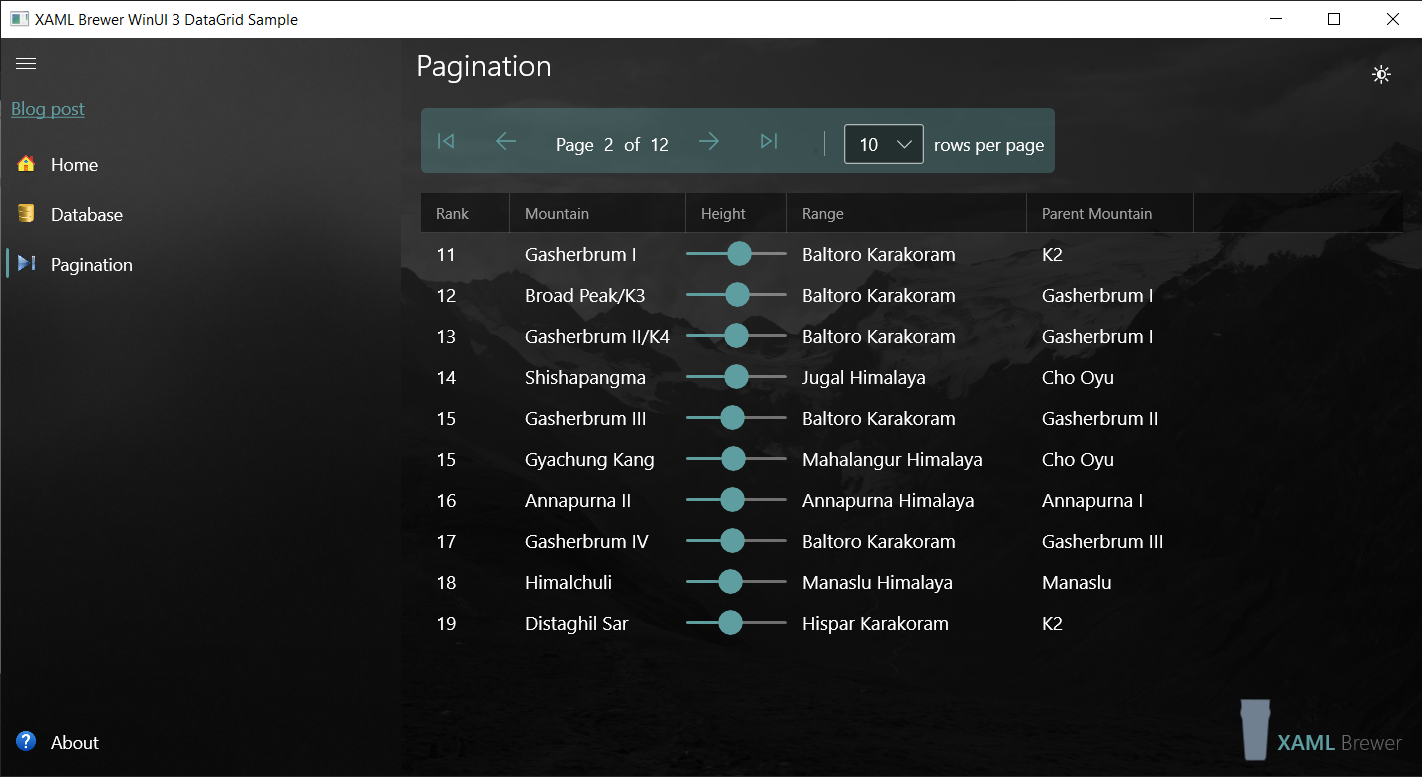 XAML Brewer WinUI 3 DataGrid Sample
Pagination
Blog post
Page 2 of 12 10 rows per page
Home
Database
Pagination
Rank Mountain Height Range Parent Mountain
11 Gasherbrum I Baltoro Karakoram K2
12 Broad Peak/K3 Baltoro Karakoram Gasherbrum I
13 Gasherbrum II/K4 Baltoro Karakoram Gasherbrum I
14 Shishapangma Jugal Himalaya Cho Oyu
15 Gasherbrum III Baltoro Karakoram Gasherbrum II
15 Gyachung Kang Mahalangur Himalaya Cho Oyu
16 Annapurna II Annapurna Himalaya Annapurna I
17 Gasherbrum IV Baltoro Karakoram Gasherbrum III
18 Himalchuli Manaslu Himalaya Manaslu
19 Distaghil Sar Hispar Karakoram K2
? About
XAML Brewer